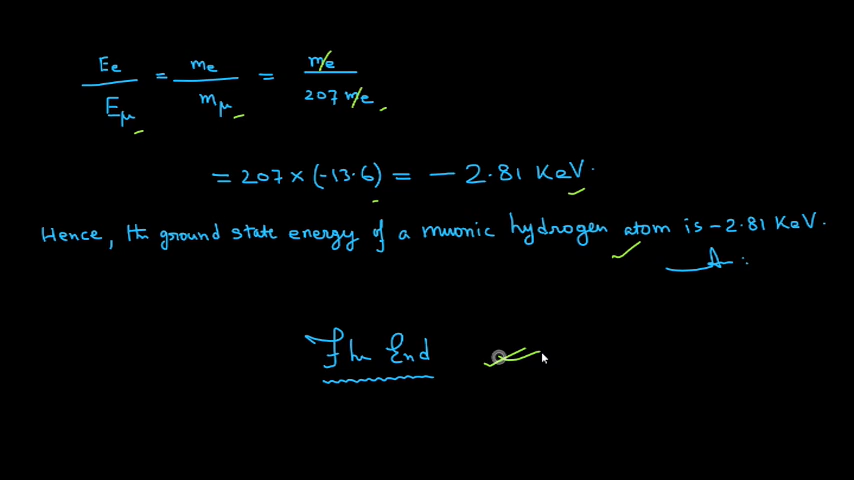 Ee/Eμ = me/mμ = me/207 me
= 207 × (-13.6) = - 2.81 KeV.
Hence, the ground state energy of a muonic hydrogen atom is -2.81 KeV.
The End